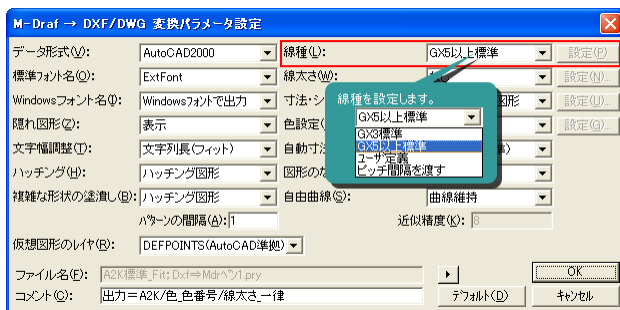 M-Draf → DXF/DWG 変換パラメータ設定
データ形式(V): AutoCAD2000 線種(L): GX5以上標準 設定(P)
標準フォント名(O): ExtFont 線太さ(W): 設定(N)...
Windowsフォント名(I): Windowsフォントで出力 寸法・シ 図形 設定(U)...
隠れ図形(Z): 表示 色設定( 設定(G)...
文字幅調整(T): 文字列長(フィット) 自動寸
ハッチング(H): ハッチング図形 図形の
複雑な形状の塗潰し(B): ハッチング図形 自由曲線(S): 曲線維持
線種を設定します。
GX5以上標準
GX3標準
GX5以上標準
ユーザ定義
ピッチ間隔を渡す
パターンの間隔(A): 1 近似精度(K): 8
仮想図形のレイヤ(R): DEFPOINTS(AutoCAD準拠)
ファイル名(F): A2K標準_Fit; Dxf⇒Mdrへ°ソ1.pry OK
コメント(C): 出力=A2K/色_色番号/線太さ_一律 デフォルト(D) キャンセル